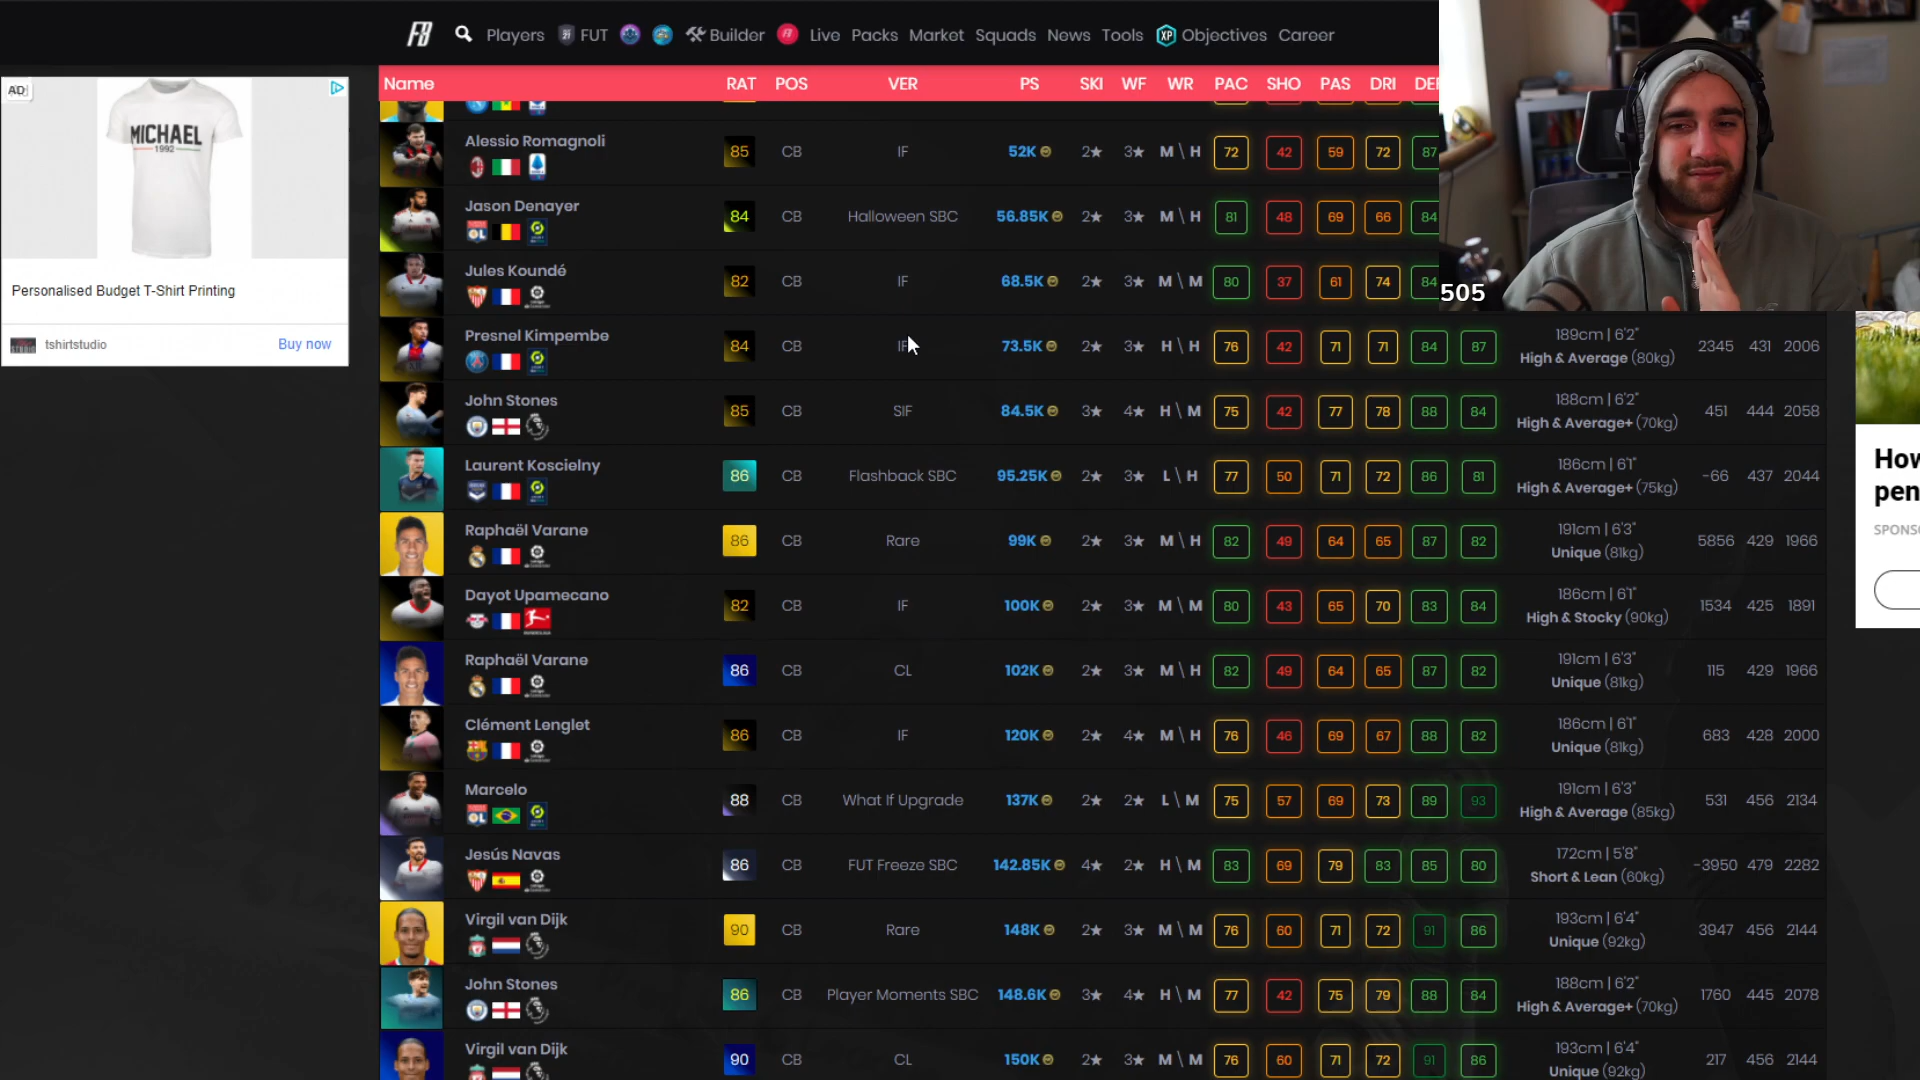 FB Players 21 FUT Builder Live Packs Market Squads News Tools XP Objectives Career
Name RAT POS VER PS SKI WF WR PAC SHO PAS DRI DEF
AD
MICHAEL
1992
Personalised Budget T-Shirt Printing
tshirtstudio Buy now
Alessio Romagnoli 85 CB IF 52K 2★ 3★ M \ H 72 42 59 72 87
Jason Denayer 84 CB Halloween SBC 56.85K 2★ 3★ M \ H 81 48 69 66 84
Jules Koundé 82 CB IF 68.5K 2★ 3★ M \ M 80 37 61 74 84
505
Presnel Kimpembe 84 CB IF 73.5K 2★ 3★ H \ H 76 42 71 71 84 87 189cm | 6'2" 2345 431 2006
High & Average (80kg)
John Stones 85 CB SIF 84.5K 3★ 4★ H \ M 75 42 77 78 88 84 188cm | 6'2" 451 444 2058
High & Average+ (70kg)
Laurent Koscielny 86 CB Flashback SBC 95.25K 2★ 3★ L \ H 77 50 71 72 86 81 186cm | 6'1" -66 437 2044
High & Average+ (75kg)
Raphaël Varane 86 CB Rare 99K 2★ 3★ M \ H 82 49 64 65 87 82 191cm | 6'3" 5856 429 1966
Unique (81kg)
Dayot Upamecano 82 CB IF 100K 2★ 3★ M \ M 80 43 65 70 83 84 186cm | 6'1" 1534 425 1891
High & Stocky (90kg)
Raphaël Varane 86 CB CL 102K 2★ 3★ M \ H 82 49 64 65 87 82 191cm | 6'3" 115 429 1966
Unique (81kg)
Clément Lenglet 86 CB IF 120K 2★ 4★ M \ H 76 46 69 67 88 82 186cm | 6'1" 683 428 2000
Unique (81kg)
Marcelo 88 CB What If Upgrade 137K 2★ 2★ L \ M 75 57 69 73 89 93 191cm | 6'3" 531 456 2134
High & Average (85kg)
Jesús Navas 86 CB FUT Freeze SBC 142.85K 4★ 2★ H \ M 83 69 79 83 85 80 172cm | 5'8" -3950 479 2282
Short & Lean (60kg)
Virgil van Dijk 90 CB Rare 148K 2★ 3★ M \ M 76 60 71 72 91 86 193cm | 6'4" 3947 456 2144
Unique (92kg)
John Stones 86 CB Player Moments SBC 148.6K 3★ 4★ H \ M 77 42 75 79 88 84 188cm | 6'2" 1760 445 2078
High & Average+ (70kg)
Virgil van Dijk 90 CB CL 150K 2★ 3★ M \ M 76 60 71 72 91 86 193cm | 6'4" 217 456 2144
Unique (92kg)
How
pen
SPONSO